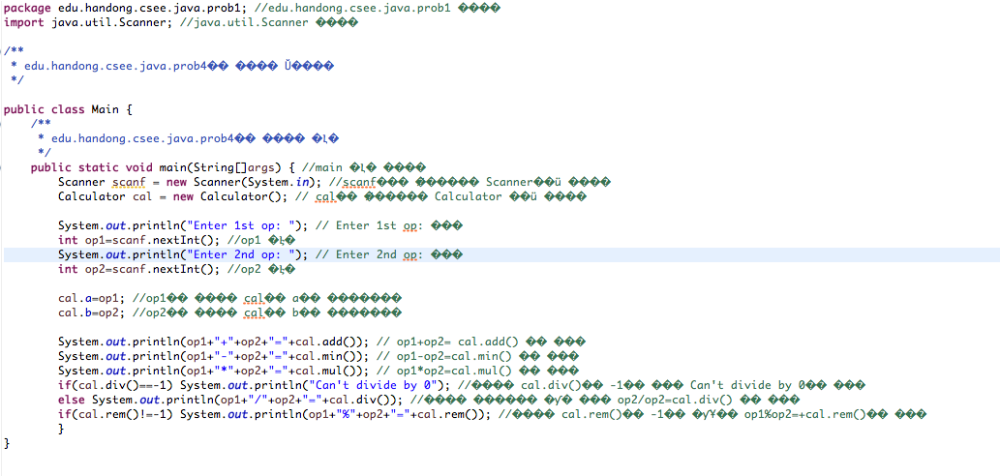 package edu.handong.csee.java.prob1; //edu.handong.csee.java.prob1 ����
import java.util.Scanner; //java.util.Scanner ����
/**
* edu.handong.csee.java.prob4�� ���� Ŭ����
*/
public class Main {
/**
* edu.handong.csee.java.prob4�� ���� �޼�
*/
public static void main(String[]args) { //main �޼� ����
Scanner scanf = new Scanner(System.in); //scanf��� ������ Scanner��ü ����
Calculator cal = new Calculator(); // cal�� ������ Calculator ��ü ����
System.out.println("Enter 1st op: "); // Enter 1st op: ���
int op1=scanf.nextInt(); //op1 �Է�
System.out.println("Enter 2nd op: "); // Enter 2nd op: ���
int op2=scanf.nextInt(); //op2 �Է�
cal.a=op1; //op1�� ���� cal�� a�� �������
cal.b=op2; //op2�� ���� cal�� b�� �������
System.out.println(op1+"+"+op2+"="+cal.add()); // op1+op2= cal.add() �� ���
System.out.println(op1+"-"+op2+"="+cal.min()); // op1-op2=cal.min() �� ���
System.out.println(op1+"*"+op2+"="+cal.mul()); // op1*op2=cal.mul() �� ���
if(cal.div()==-1) System.out.println("Can't divide by 0"); //���� cal.div()�� -1�� ��� Can't divide by 0�� ���
else System.out.println(op1+"/"+op2+"="+cal.div()); //���� ������ �ƴ� ��� op2/op2=cal.div() �� ���
if(cal.rem()!=-1) System.out.println(op1+"%"+op2+"="+cal.rem()); //���� cal.rem()�� -1�� �ƴҰ�� op1%op2=+cal.rem()�� ���
}
}